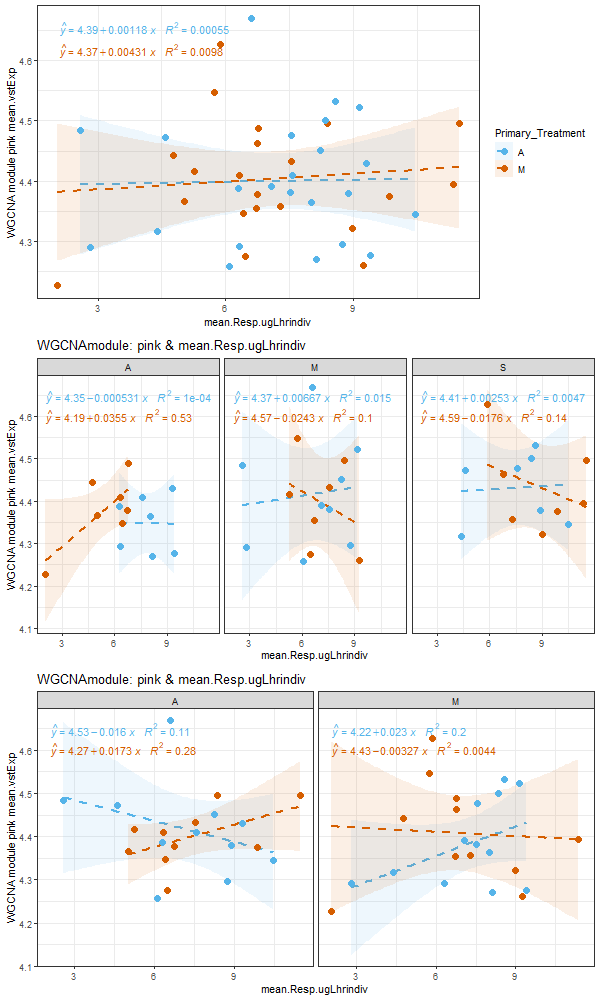 ŷ = 4.39+0.00118 x R² = 0.00055
ŷ = 4.37+0.00431 x R² = 0.0098
4.6
4.5
4.4
4.3
WGCNA module pink mean.vstExp
3 6 9
mean.Resp.ugLhrindiv
Primary_Treatment
A
M
WGCNAmodule: pink & mean.Resp.ugLhrindiv
A M S
ŷ = 4.35−0.000531 x R² = 1e-04
ŷ = 4.19+0.0355 x R² = 0.53
ŷ = 4.37+0.00667 x R² = 0.015
ŷ = 4.57−0.0243 x R² = 0.1
ŷ = 4.41+0.00253 x R² = 0.0047
ŷ = 4.59−0.0176 x R² = 0.14
4.6
4.5
4.4
4.3
4.2
4.1
WGCNA module pink mean.vstExp
3 6 9 3 6 9 3 6 9
mean.Resp.ugLhrindiv
WGCNAmodule: pink & mean.Resp.ugLhrindiv
A M
ŷ = 4.53−0.016 x R² = 0.11
ŷ = 4.27+0.0173 x R² = 0.28
ŷ = 4.22+0.023 x R² = 0.2
ŷ = 4.43−0.00327 x R² = 0.0044
4.6
4.5
4.4
4.3
4.2
4.1
WGCNA module pink mean.vstExp
3 6 9 3 6 9
mean.Resp.ugLhrindiv